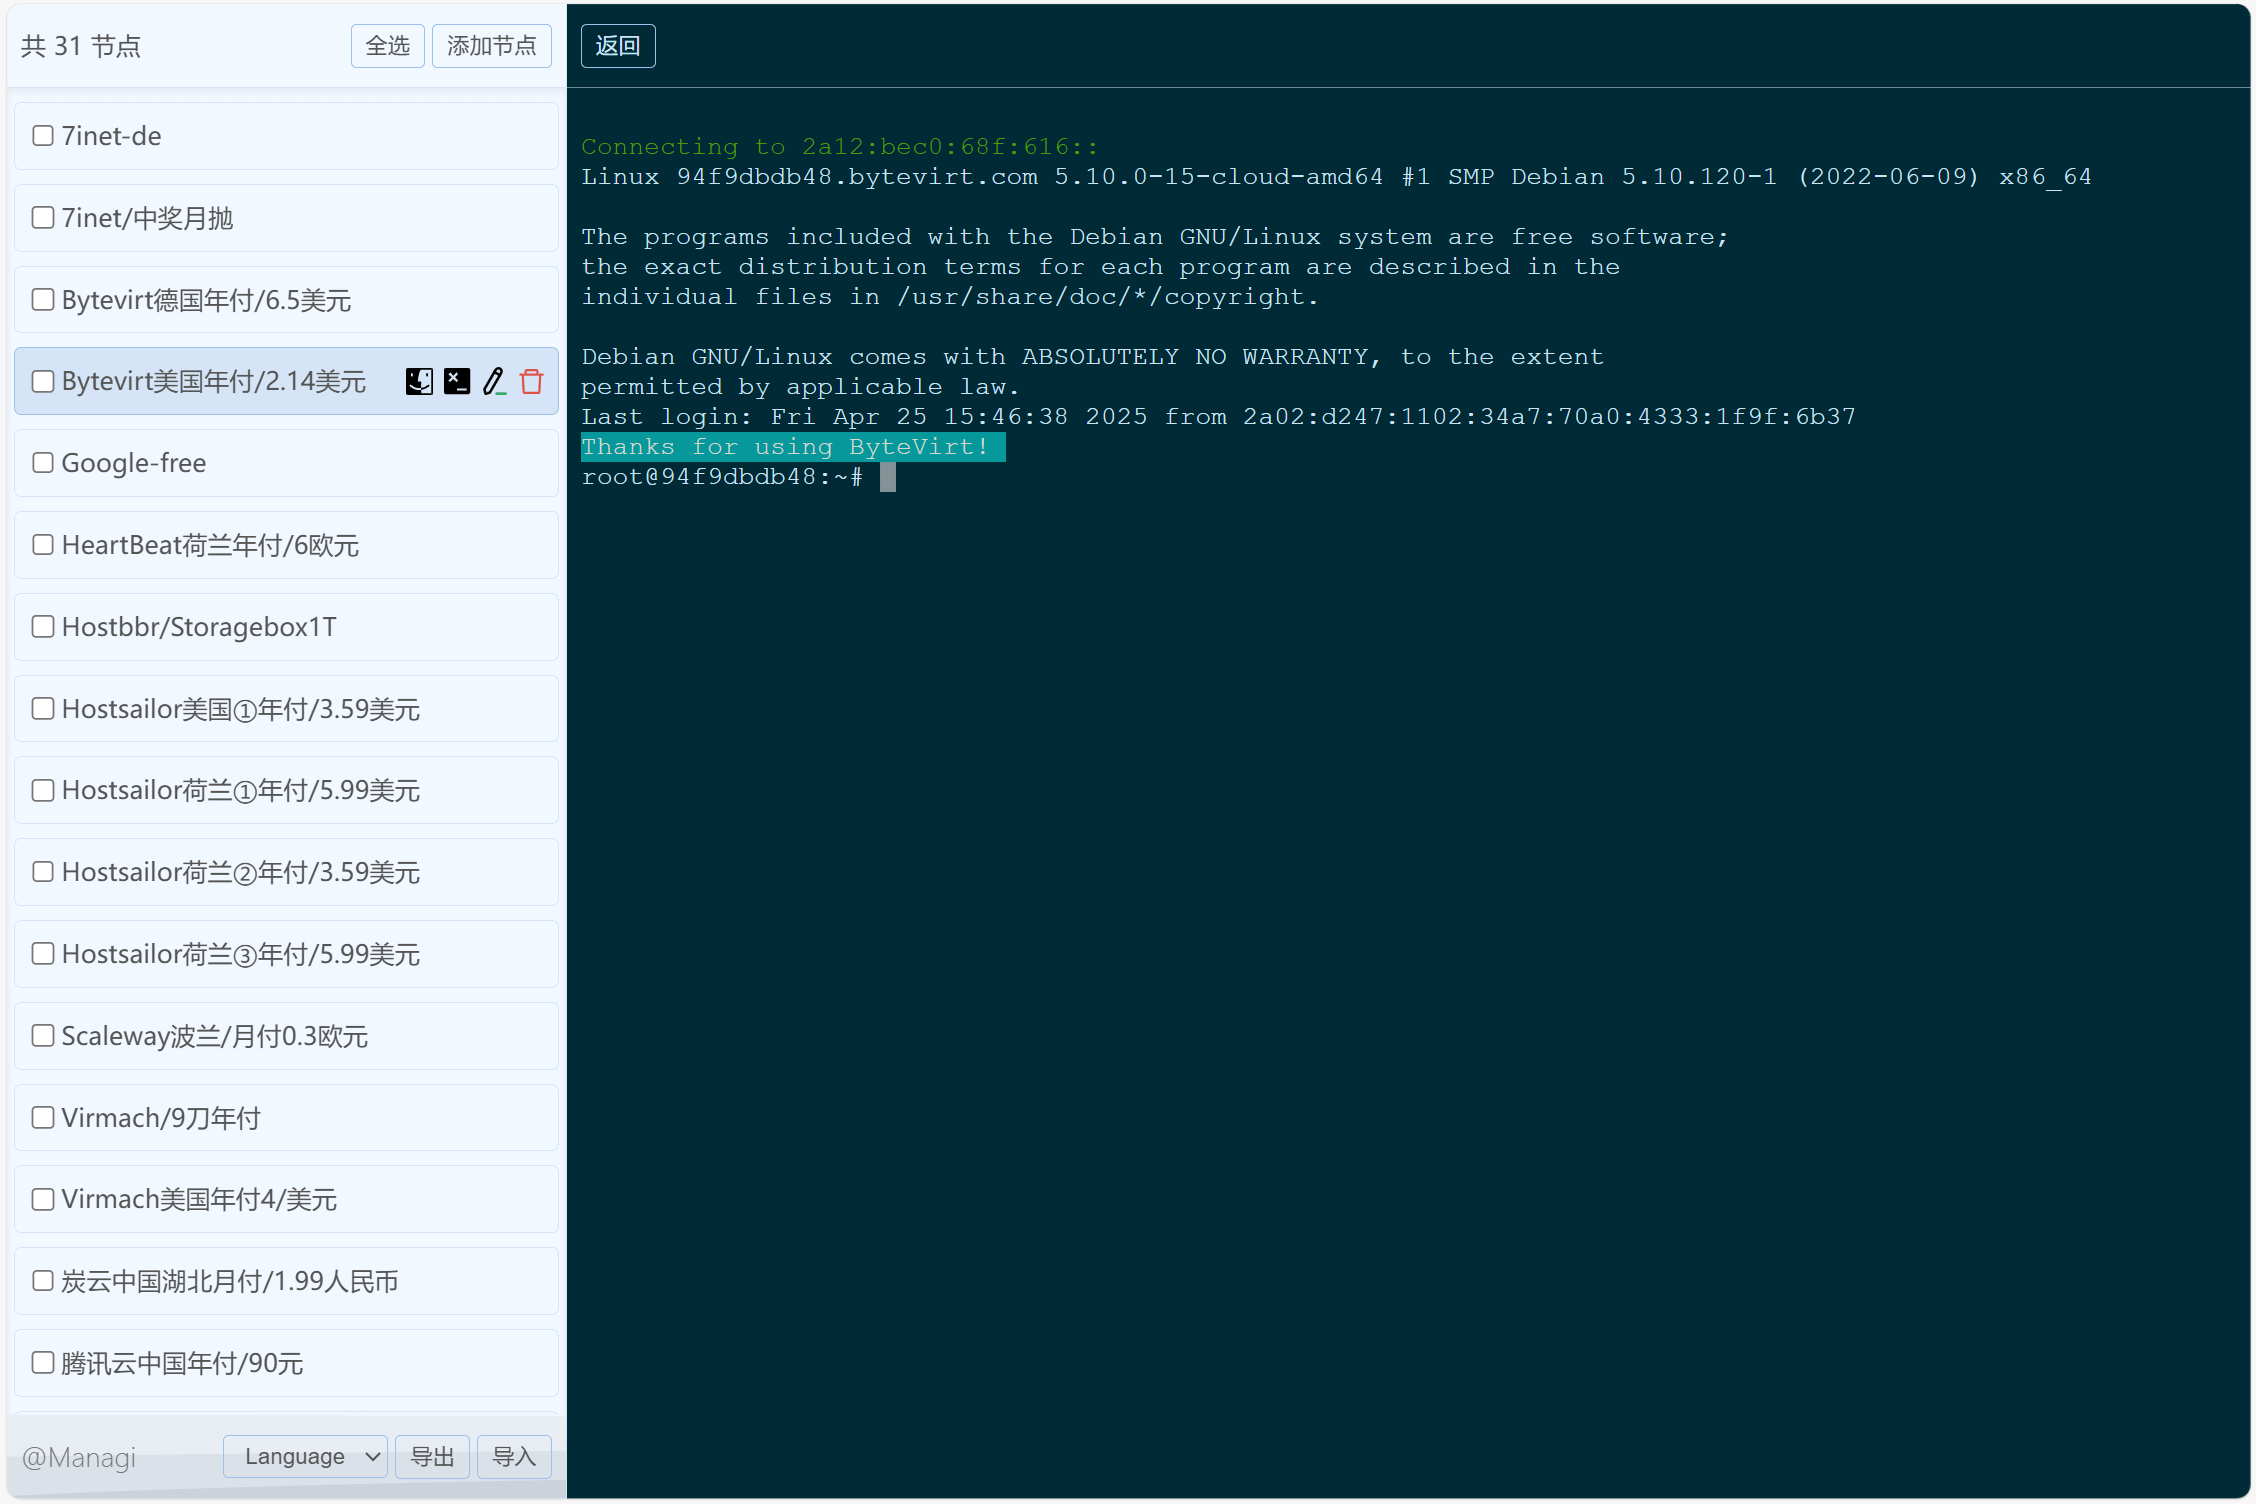 共 31 节点
全选
添加节点
7inet-de
7inet/中奖月抛
Bytevirt德国年付/6.5美元
Bytevirt美国年付/2.14美元
Google-free
HeartBeat荷兰年付/6欧元
Hostbbr/Storagebox1T
Hostsailor美国①年付/3.59美元
Hostsailor荷兰①年付/5.99美元
Hostsailor荷兰②年付/3.59美元
Hostsailor荷兰③年付/5.99美元
Scaleway波兰/月付0.3欧元
Virmach/9刀年付
Virmach美国年付4/美元
炭云中国湖北月付/1.99人民币
腾讯云中国年付/90元
@Managi
Language
导出
导入
返回
Connecting to 2a12:bec0:68f:616::
Linux 94f9dbdb48.bytevirt.com 5.10.0-15-cloud-amd64 #1 SMP Debian 5.10.120-1 (2022-06-09) x86_64
The programs included with the Debian GNU/Linux system are free software;
the exact distribution terms for each program are described in the
individual files in /usr/share/doc/*/copyright.
Debian GNU/Linux comes with ABSOLUTELY NO WARRANTY, to the extent
permitted by applicable law.
Last login: Fri Apr 25 15:46:38 2025 from 2a02:d247:1102:34a7:70a0:4333:1f9f:6b37
Thanks for using ByteVirt!
root@94f9dbdb48:~#